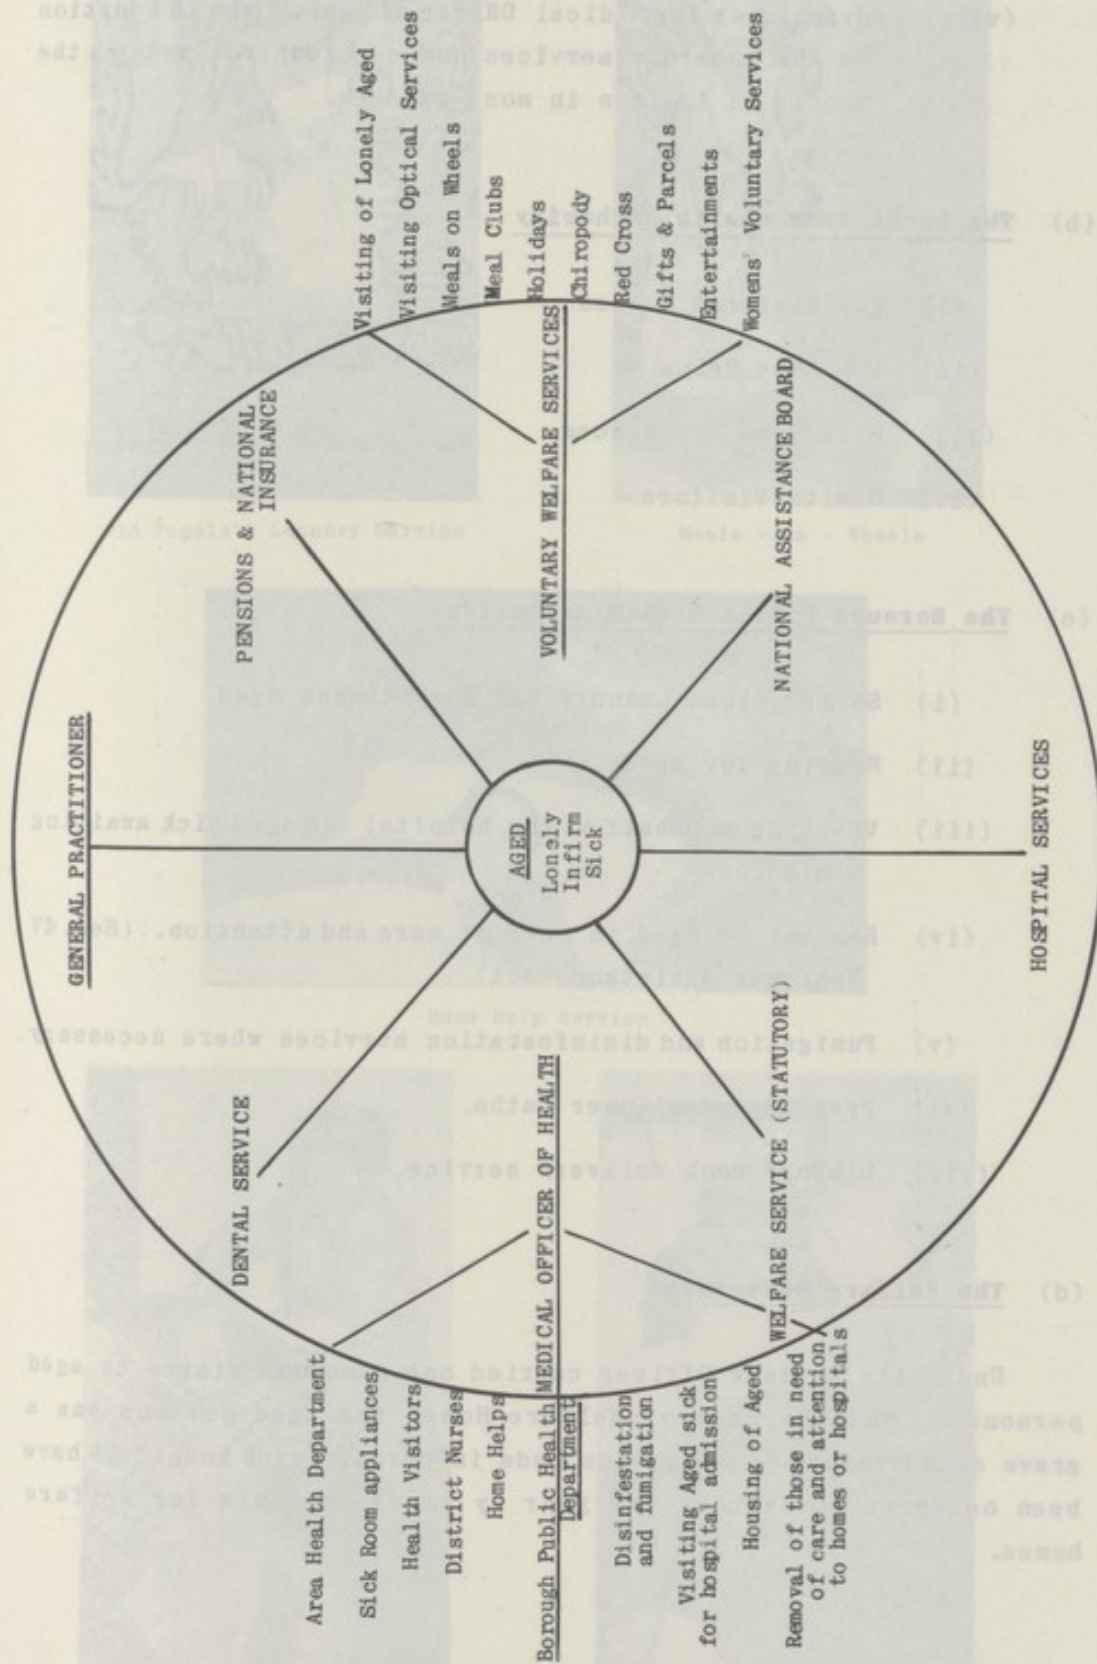 GENERAL PRACTITIONER
DENTAL SERVICE
PENSIONS & NATIONAL
INSURANCE
AGED
Lonely
Infirm
Sick
MEDICAL OFFICER OF HEALTH
VOLUNTARY WELFARE SERVICES
WELFARE SERVICE (STATUTORY)
NATIONAL ASSISTANCE BOARD
HOSPITAL SERVICES
Area Health Department
Sick Room appliances
Health Visitors
District Nurses
Home Helps
Borough Public Health
Department
Disinfestation
and fumigation
Visiting Aged sick
for hospital admission
Housing of Aged
Removal of those in need
of care and attention
to homes or hospitals
Visiting of Lonely Aged
Visiting Optical Services
Meals on Wheels
Meal Clubs
Holidays
Chiropody
Red Cross
Gifts & Parcels
Entertainments
Womens' Voluntary Services